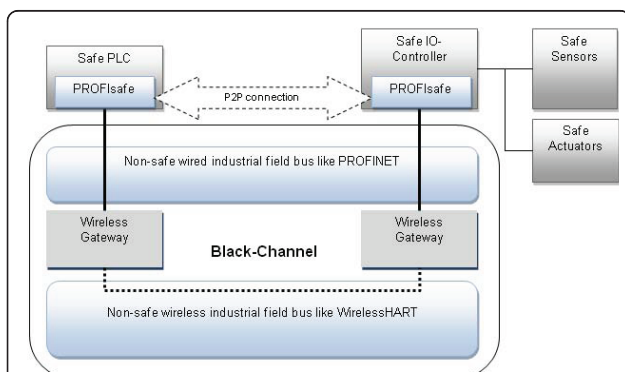 Safe PLC
PROFIsafe
P2P connection
Safe IO-
Controller
PROFIsafe
Safe
Sensors
Safe
Actuators
Non-safe wired industrial field bus like PROFINET
Wireless
Gateway
Black-Channel
Wireless
Gateway
Non-safe wireless industrial field bus like WirelessHART